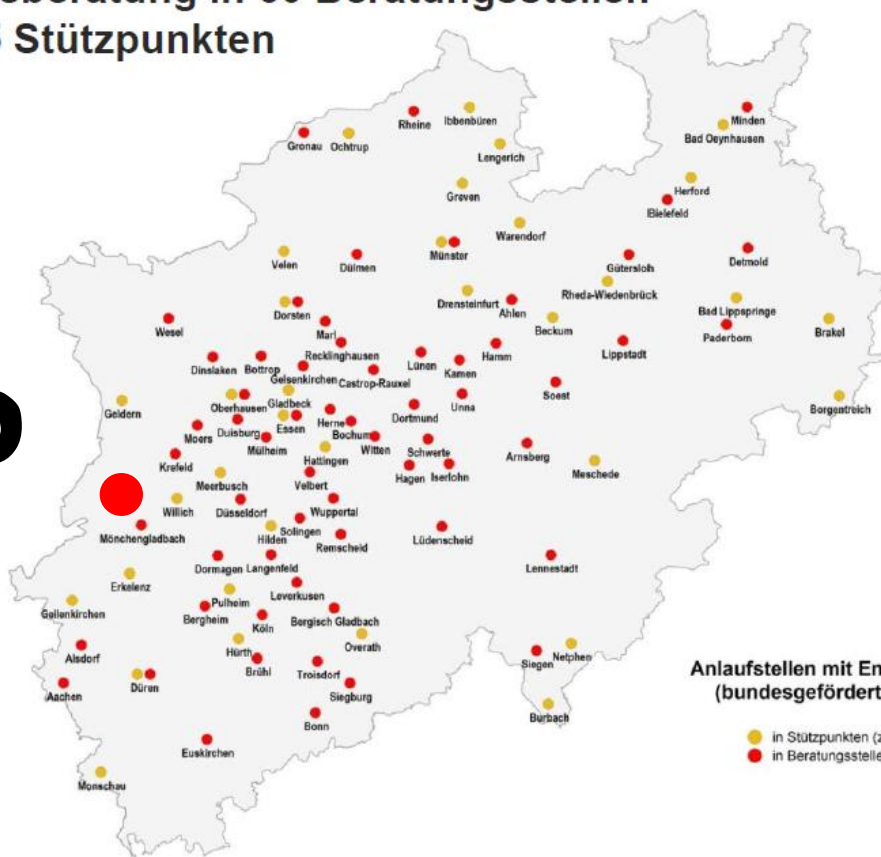 sberatung in Beratungsstellen
Stützpunkten
Rheine
Ibbenbüren
Minden
Bad Oeynhausen
Gronau
Ochtrup
Lengerich
Greven
Herford
Bielefeld
Warendorf
Velen
Dülmen
Münster
Gütersloh
Detmold
Rheda-Wiedenbrück
Drensteinfurt
Ahlen
Beckum
Bad Lippspringe
Paderborn
Brakel
Dorsten
Wesel
Marl
Recklinghausen
Hamm
Lippstadt
Dinslaken
Bottrop
Gelsenkirchen
Castrop-Rauxel
Lünen
Kamen
Soest
Borgentreich
Geldern
Oberhausen
Gladbeck
Unna
Moers
Duisburg
Essen
Herne
Bochum
Dortmund
Mülheim
Witten
Schwerte
Arnsberg
Krefeld
Hattingen
Hagen
Iserlohn
Meschede
Meerbusch
Velbert
Willich
Düsseldorf
Wuppertal
Mönchengladbach
Hilden
Solingen
Remscheid
Lüdenscheid
Dormagen
Langenfeld
Lennestadt
Erkelenz
Leverkusen
Geilenkirchen
Pulheim
Bergheim
Köln
Bergisch Gladbach
Hürth
Overath
Alsdorf
Brühl
Troisdorf
Siegen
Netphen
Aachen
Düren
Siegburg
Burbach
Bonn
Euskirchen
Monschau
Anlaufstellen mit En
(bundesgefördert
in Stützpunkten (z
in Beratungsstelle